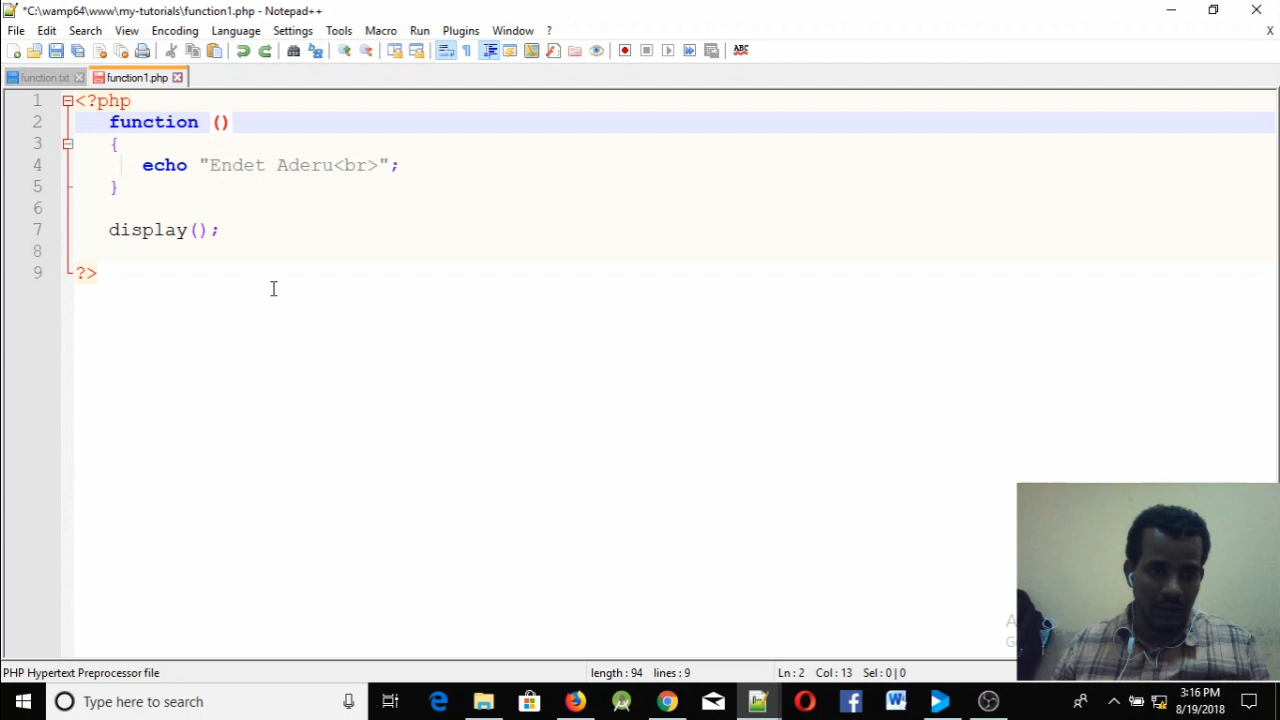 *C:\wamp64\www\my-tutorials\function1.php - Notepad++
File Edit Search View Encoding Language Settings Tools Macro Run Plugins Window ? X
ABC
function.txt function1.php
1 <?php
2 function ()
3 {
4 echo "Endet Aderu<br>";
5 }
6
7 display();
8
9 ?>
PHP Hypertext Preprocessor file length : 94 lines : 9 Ln : 2 Col : 13 Sel : 0 | 0
Type here to search
3:16 PM
8/19/2018